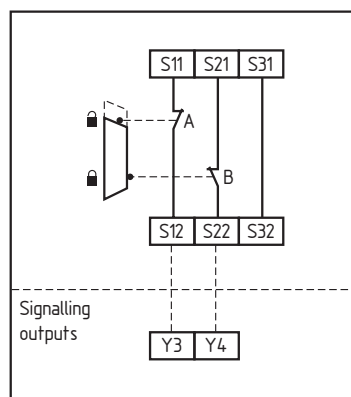 S11 S21 S31
A
B
S12 S22 S32
Signalling
outputs
Y3 Y4